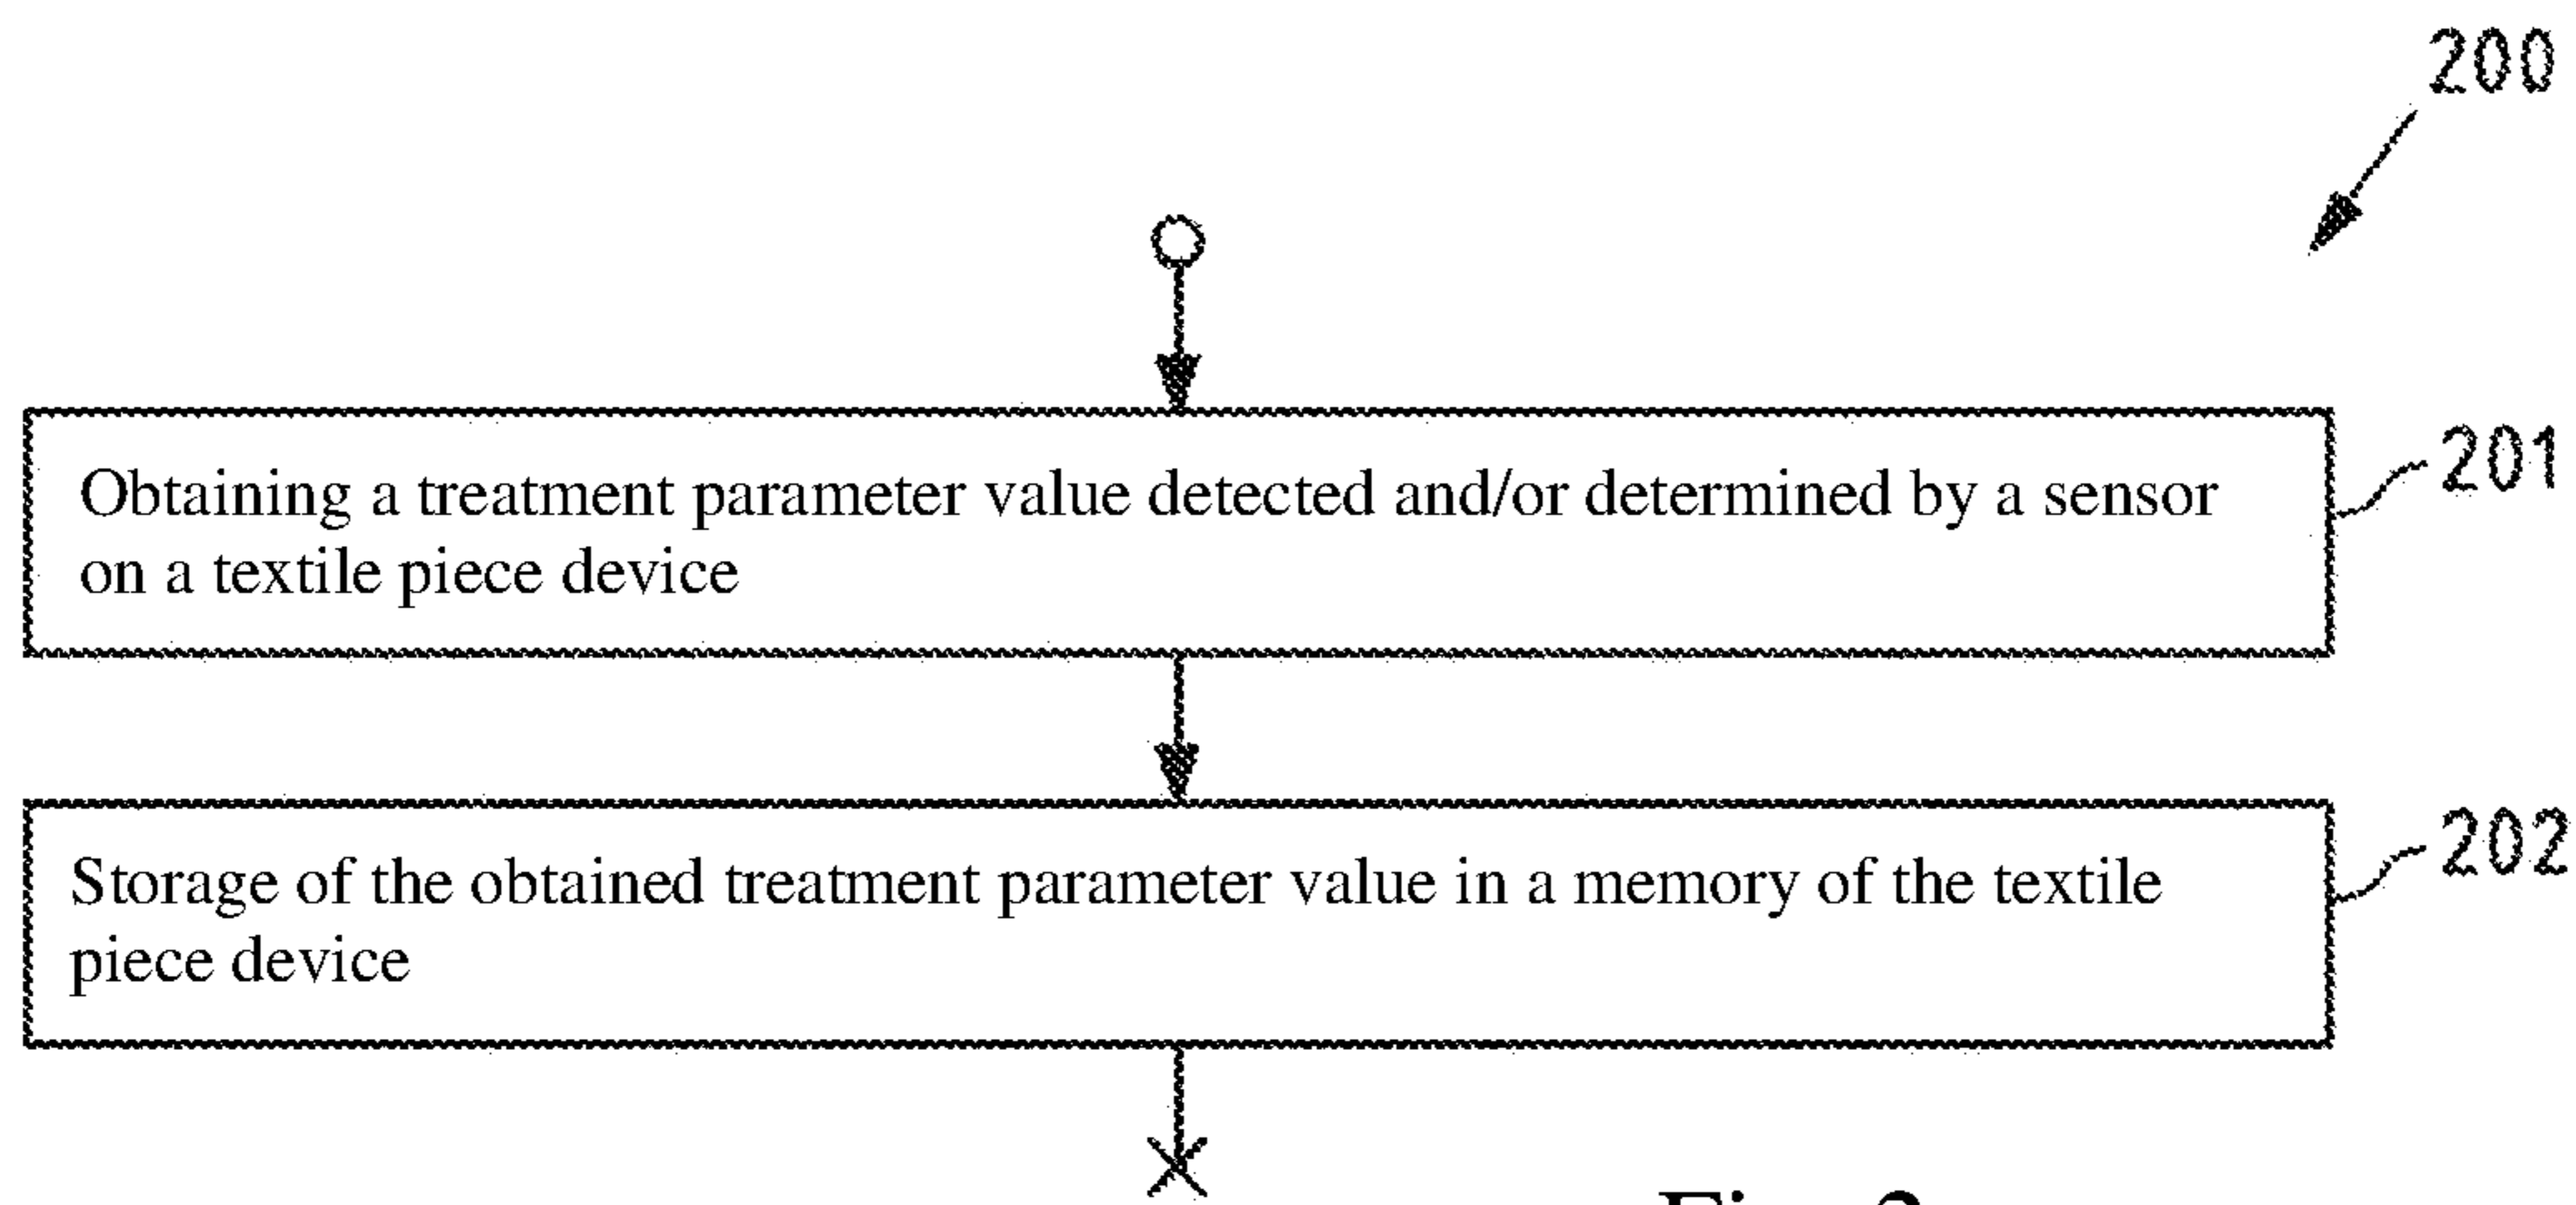 200
Obtaining a treatment parameter value detected and/or determined by a sensor
on a textile piece device
201
Storage of the obtained treatment parameter value in a memory of the textile
piece device
202